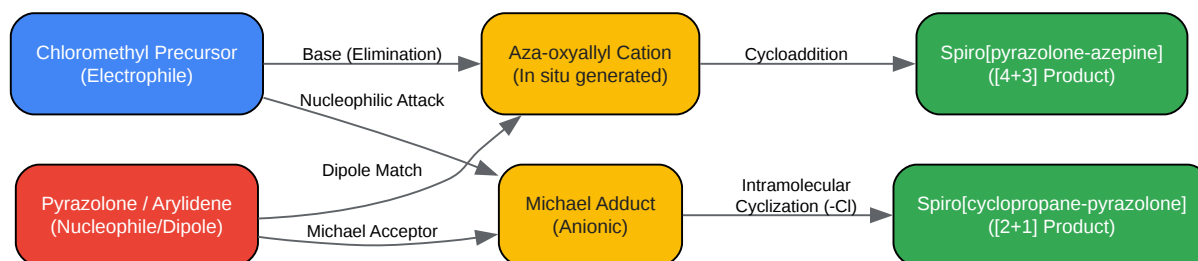 Chloromethyl Precursor
(Electrophile)
Base (Elimination)
Aza-oxyallyl Cation
(In situ generated)
Cycloaddition
Spiro[pyrazolone-azepine]
([4+3] Product)
Nucleophilic Attack
Dipole Match
Pyrazolone / Arylidene
(Nucleophile/Dipole)
Michael Acceptor
Michael Adduct
(Anionic)
Intramolecular
Cyclization (-Cl)
Spiro[cyclopropane-pyrazolone]
([2+1] Product)